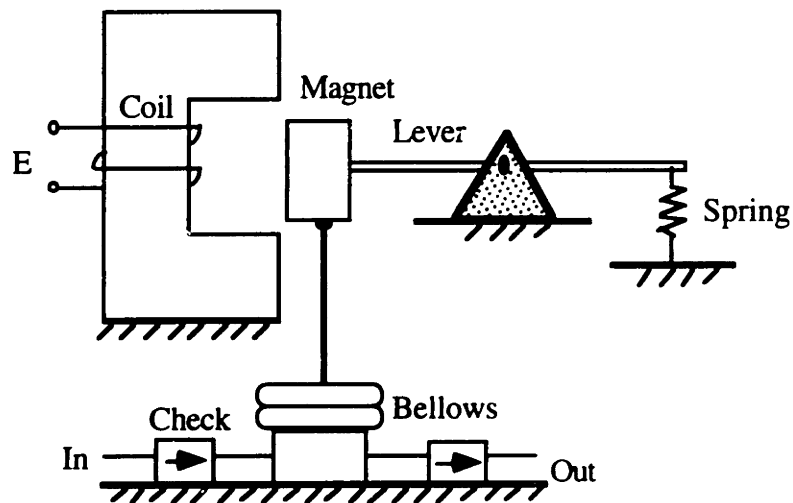 Magnet
Coil
Lever
E
Spring
Bellows
Check
In
Out